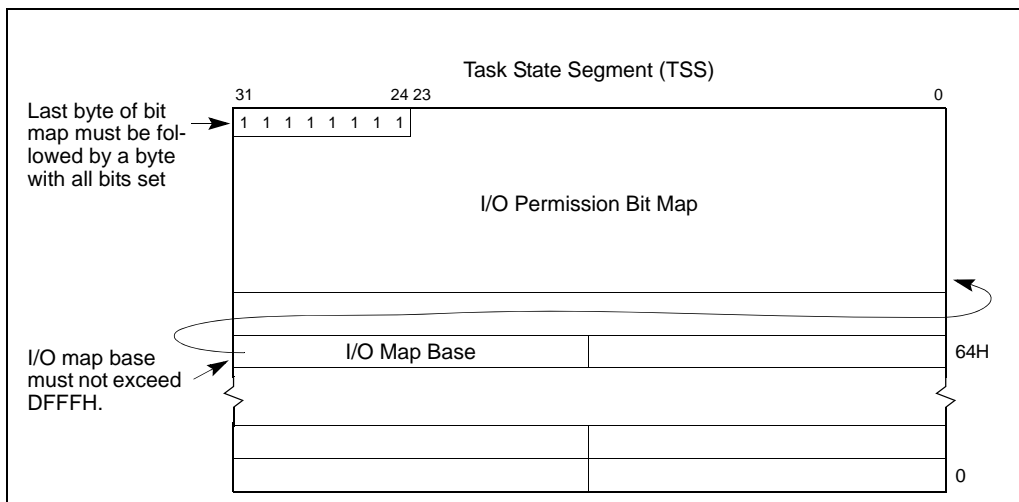 Task State Segment (TSS)
31 24 23 0
Last byte of bit
map must be fol-
lowed by a byte
with all bits set
1 1 1 1 1 1 1 1
I/O Permission Bit Map
I/O map base
must not exceed
DFFFH.
I/O Map Base
64H
0